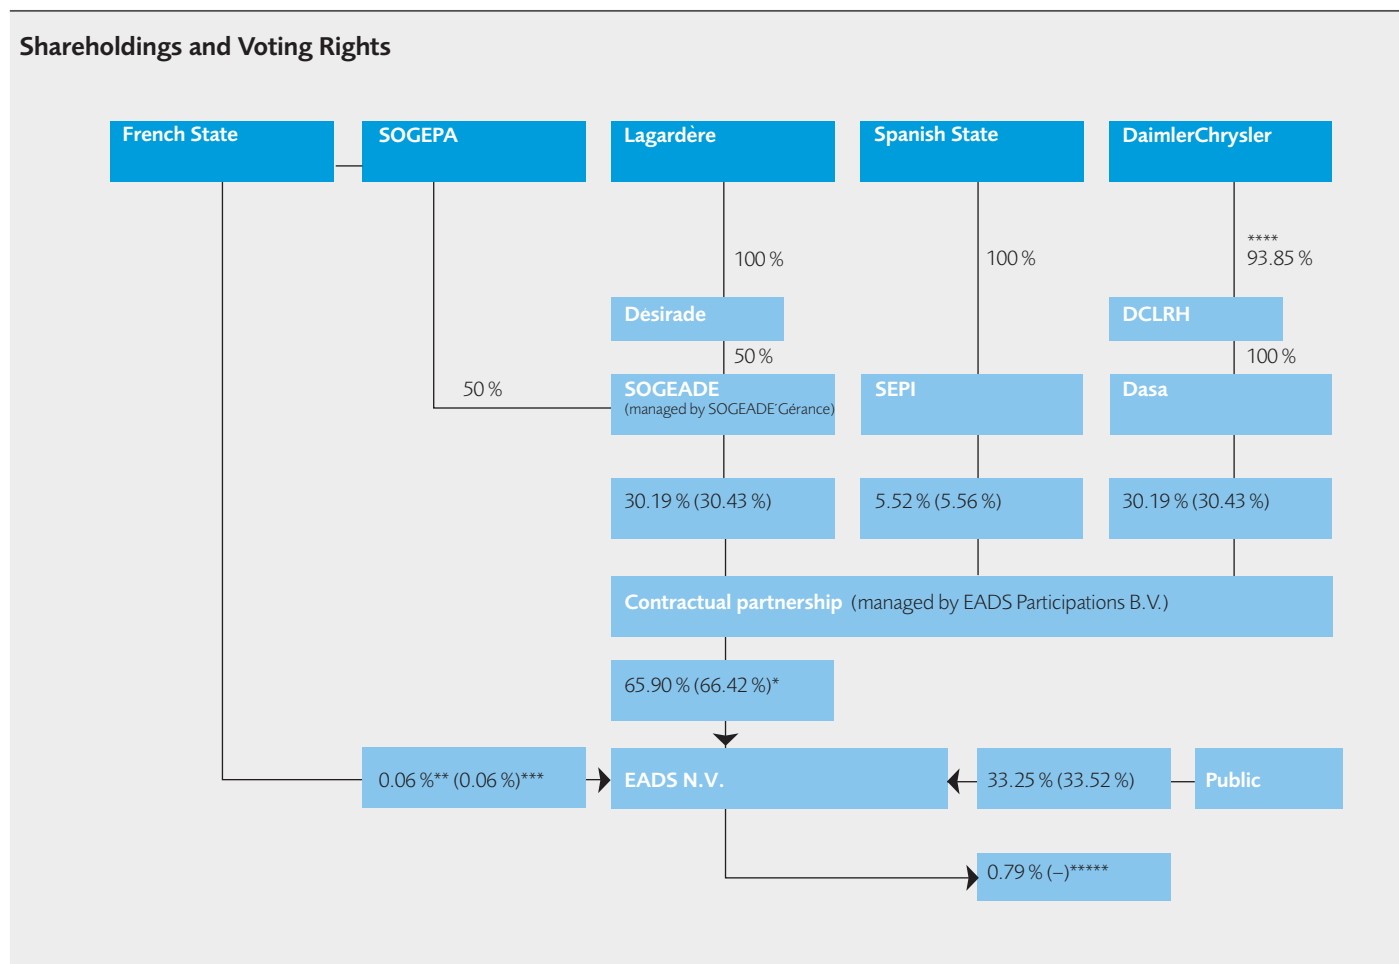 Shareholdings and Voting Rights
French State
SOGEPA
Lagardère
Spanish State
DaimlerChrysler
100 %
100 %
****
93.85 %
Désirade
DCLRH
50 %
100 %
50 %
SOGEADE
(managed by SOGEADE Gérance)
SEPI
Dasa
30.19 % (30.43 %)
5.52 % (5.56 %)
30.19 % (30.43 %)
Contractual partnership (managed by EADS Participations B.V.)
65.90 % (66.42 %)*
0.06 %** (0.06 %)***
EADS N.V.
33.25 % (33.52 %)
Public
0.79 % (–)*****